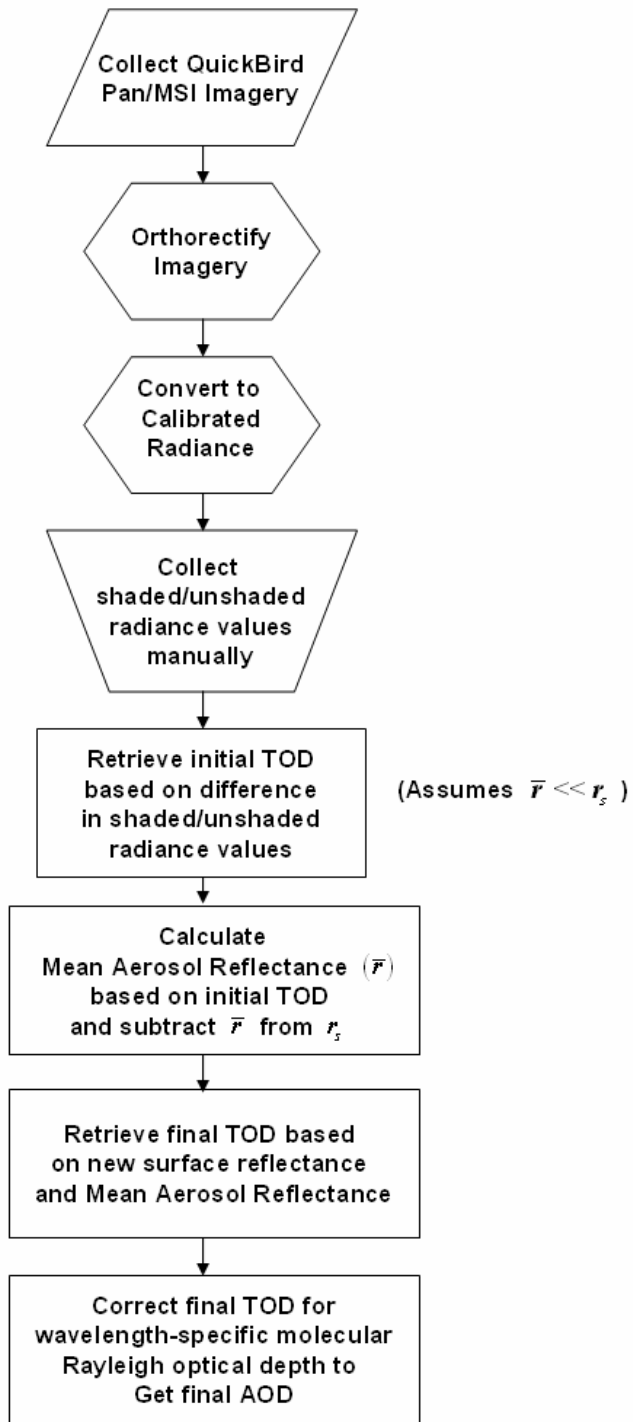 Collect QuickBird
Pan/MSI Imagery
Orthorectify
Imagery
Convert to
Calibrated
Radiance
Collect
shaded/unshaded
radiance values
manually
Retrieve initial TOD
based on difference
in shaded/unshaded
radiance values
(Assumes r̅ << rₛ )
Calculate
Mean Aerosol Reflectance (r̅)
based on initial TOD
and subtract r̅ from rₛ
Retrieve final TOD based
on new surface reflectance
and Mean Aerosol Reflectance
Correct final TOD for
wavelength-specific molecular
Rayleigh optical depth to
Get final AOD